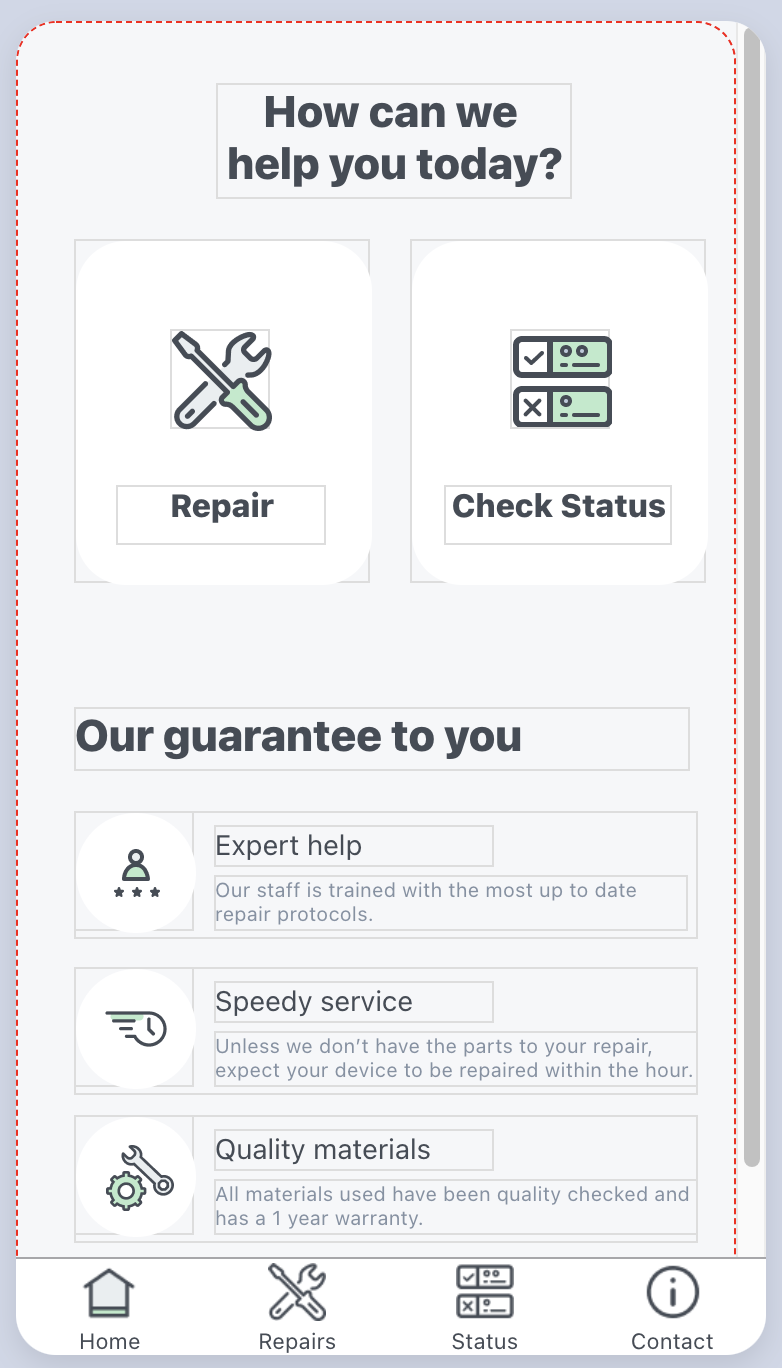 How can we
help you today?
Repair
Check Status
Our guarantee to you
Expert help
Our staff is trained with the most up to date
repair protocols.
Speedy service
Unless we don’t have the parts to your repair,
expect your device to be repaired within the hour.
Quality materials
All materials used have been quality checked and
has a 1 year warranty.
Home
Repairs
Status
Contact